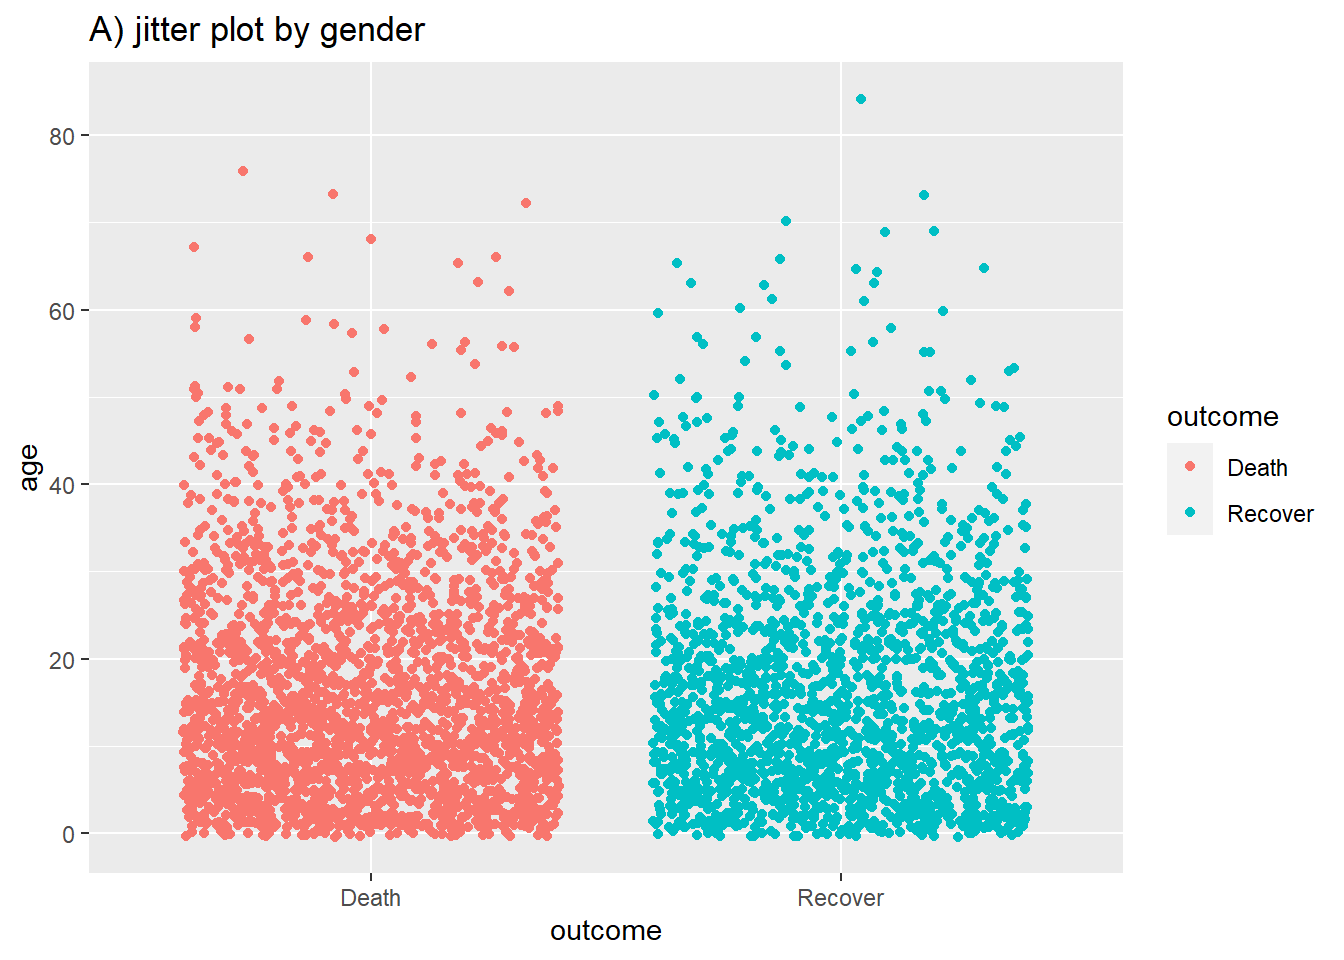 A) jitter plot by gender
80
60
40
20
0
age
Death
Recover
outcome
outcome
Death
Recover